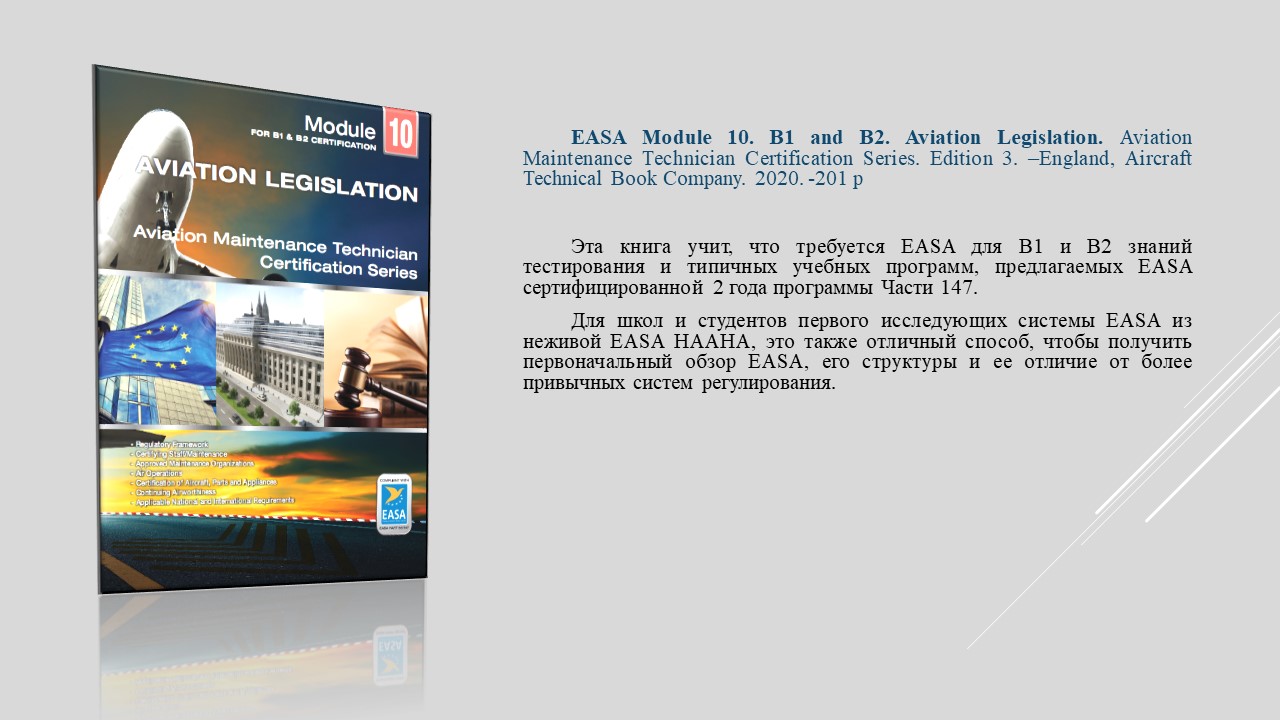 Module 10
FOR B1 & B2 CERTIFICATION
AVIATION LEGISLATION
Aviation Maintenance Technician
Certification Series
• Regulatory Framework
• Certifying Staff/Maintenance
• Approved Maintenance Organizations
• Air Operations
• Certification of Aircraft, Parts and Appliances
• Continuing Airworthiness
• Applicable National and International Requirements
EASA
EASA Module 10. B1 and B2. Aviation Legislation. Aviation
Maintenance Technician Certification Series. Edition 3. –England, Aircraft
Technical Book Company. 2020. -201 p
Эта книга учит, что требуется EASA для B1 и B2 знаний
тестирования и типичных учебных программ, предлагаемых EASA
сертифицированной 2 года программы Части 147.
Для школ и студентов первого исследующих системы EASA из
неживой EASA НААНА, это также отличный способ, чтобы получить
первоначальный обзор EASA, его структуры и ее отличие от более
привычных систем регулирования.